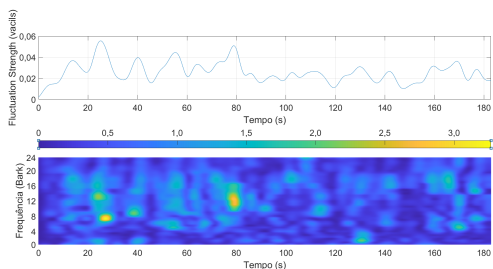 Fluctuation Strength (vacils)
0,06
0,04
0,02
0
0 20 40 60 80 100 120 140 160 180
Tempo (s)
0 0,5 1,0 1,5 2,0 2,5 3,0
Frequência (Bark)
24
20
16
12
8
4
0
0 20 40 60 80 100 120 140 160 180
Tempo (s)